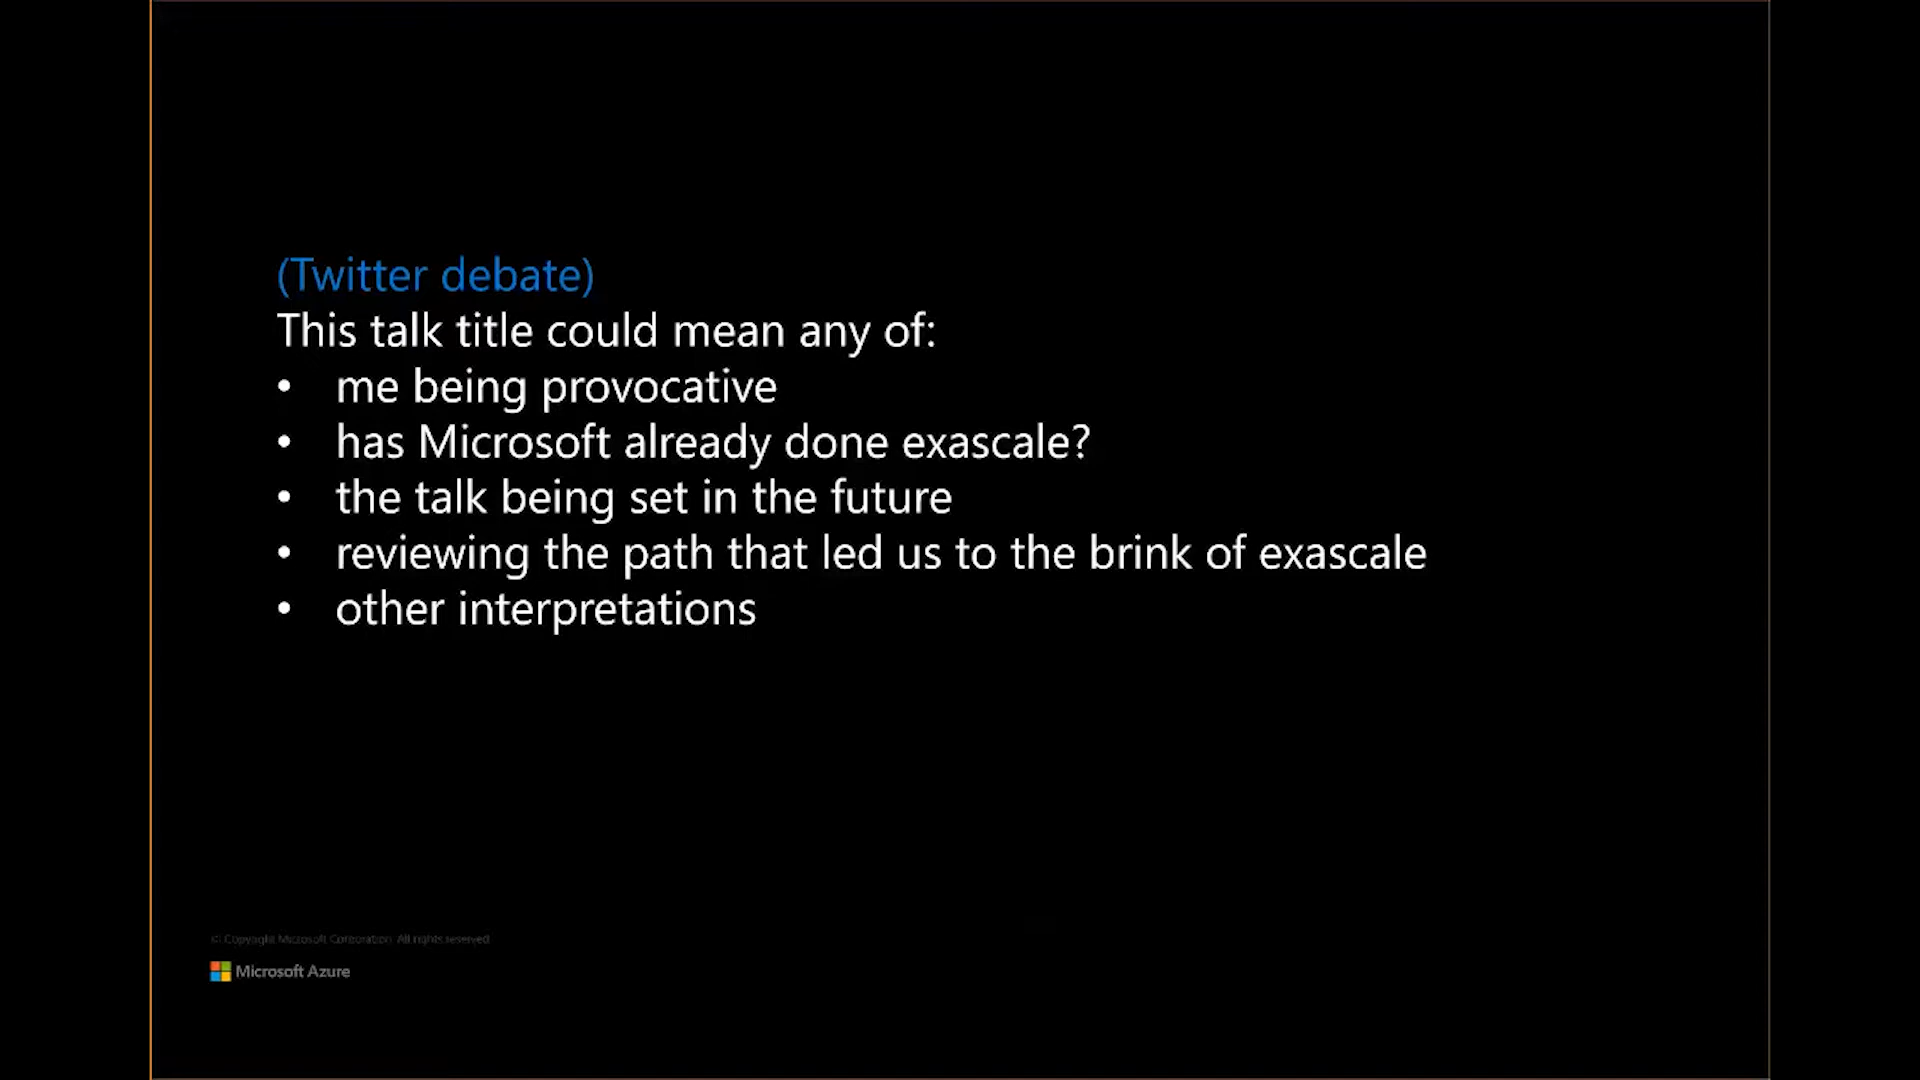 (Twitter debate)
This talk title could mean any of:
• me being provocative
• has Microsoft already done exascale?
• the talk being set in the future
• reviewing the path that led us to the brink of exascale
• other interpretations
© Copyright Microsoft Corporation. All rights reserved.
Microsoft Azure